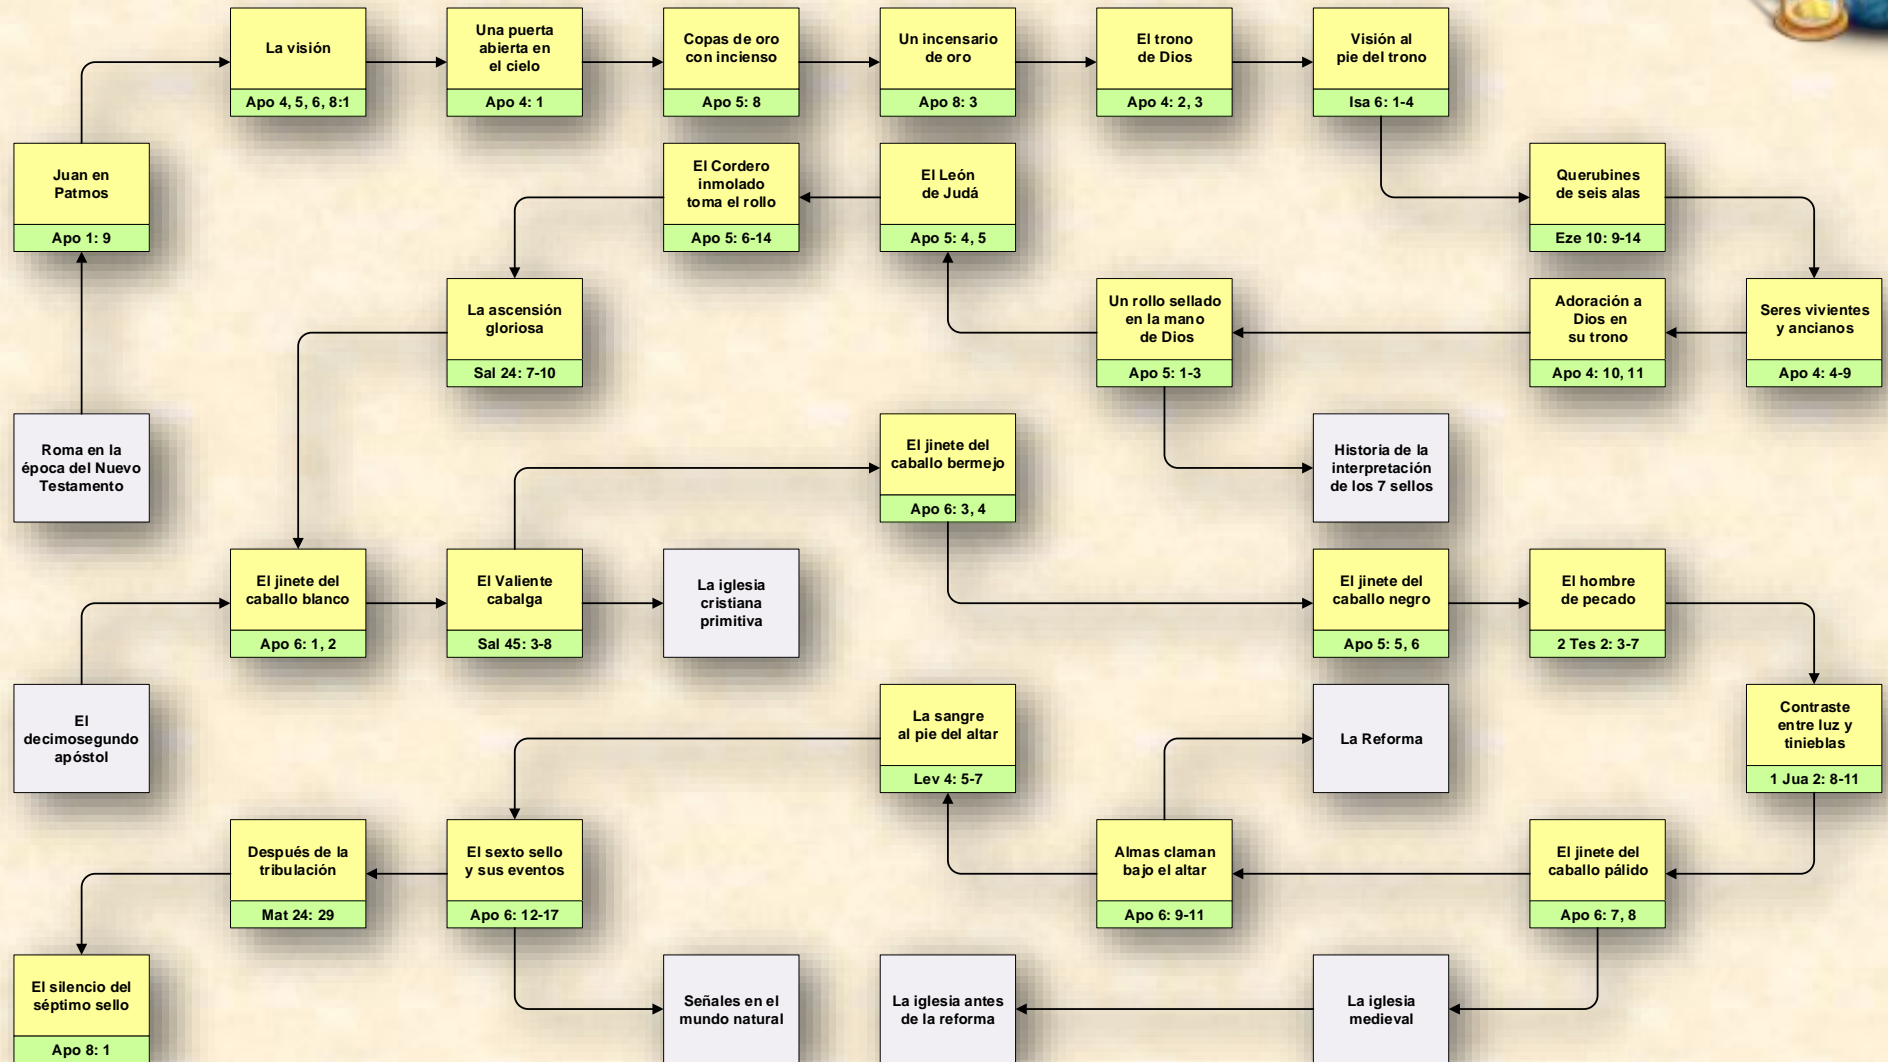 La visión
Apo 4, 5, 6, 8:1
Una puerta
abierta en
el cielo
Apo 4: 1
Copas de oro
con incienso
Apo 5: 8
Un incensario
de oro
Apo 8: 3
El trono
de Dios
Apo 4: 2, 3
Visión al
pie del trono
Isa 6: 1-4
Juan en
Patmos
Apo 1: 9
El Cordero
inmolado
toma el rollo
Apo 5: 6-14
El León
de Judá
Apo 5: 4, 5
Querubines
de seis alas
Eze 10: 9-14
La ascensión
gloriosa
Sal 24: 7-10
Un rollo sellado
en la mano
de Dios
Apo 5: 1-3
Adoración a
Dios en
su trono
Apo 4: 10, 11
Seres vivientes
y ancianos
Apo 4: 4-9
Roma en la
época del Nuevo
Testamento
El jinete del
caballo bermejo
Apo 6: 3, 4
Historia de la
interpretación
de los 7 sellos
El jinete del
caballo blanco
Apo 6: 1, 2
El Valiente
cabalga
Sal 45: 3-8
La iglesia
cristiana
primitiva
El jinete del
caballo negro
Apo 5: 5, 6
El hombre
de pecado
2 Tes 2: 3-7
El
decimosegundo
apóstol
La sangre
al pie del altar
Lev 4: 5-7
La Reforma
Contraste
entre luz y
tinieblas
1 Jua 2: 8-11
Después de la
tribulación
Mat 24: 29
El sexto sello
y sus eventos
Apo 6: 12-17
Almas claman
bajo el altar
Apo 6: 9-11
El jinete del
caballo pálido
Apo 6: 7, 8
El silencio del
séptimo sello
Apo 8: 1
Señales en el
mundo natural
La iglesia antes
de la reforma
La iglesia
medieval